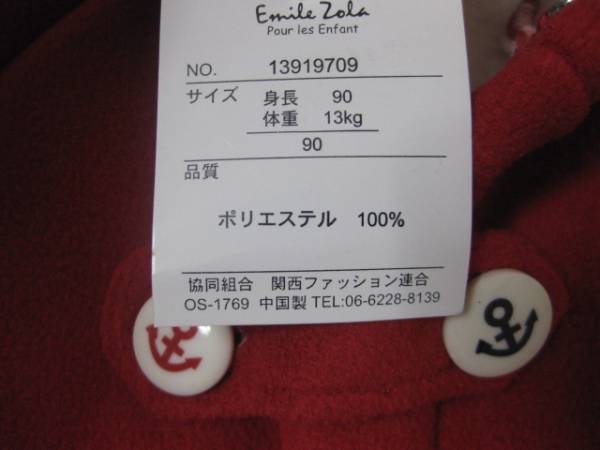 Emile Zola
Pour les Enfant
NO. 13919709
サイズ 身長 90
体重 13kg
90
品質
ポリエステル 100%
協同組合 関西ファッション連合
OS-1769 中国製 TEL:06-6228-8139